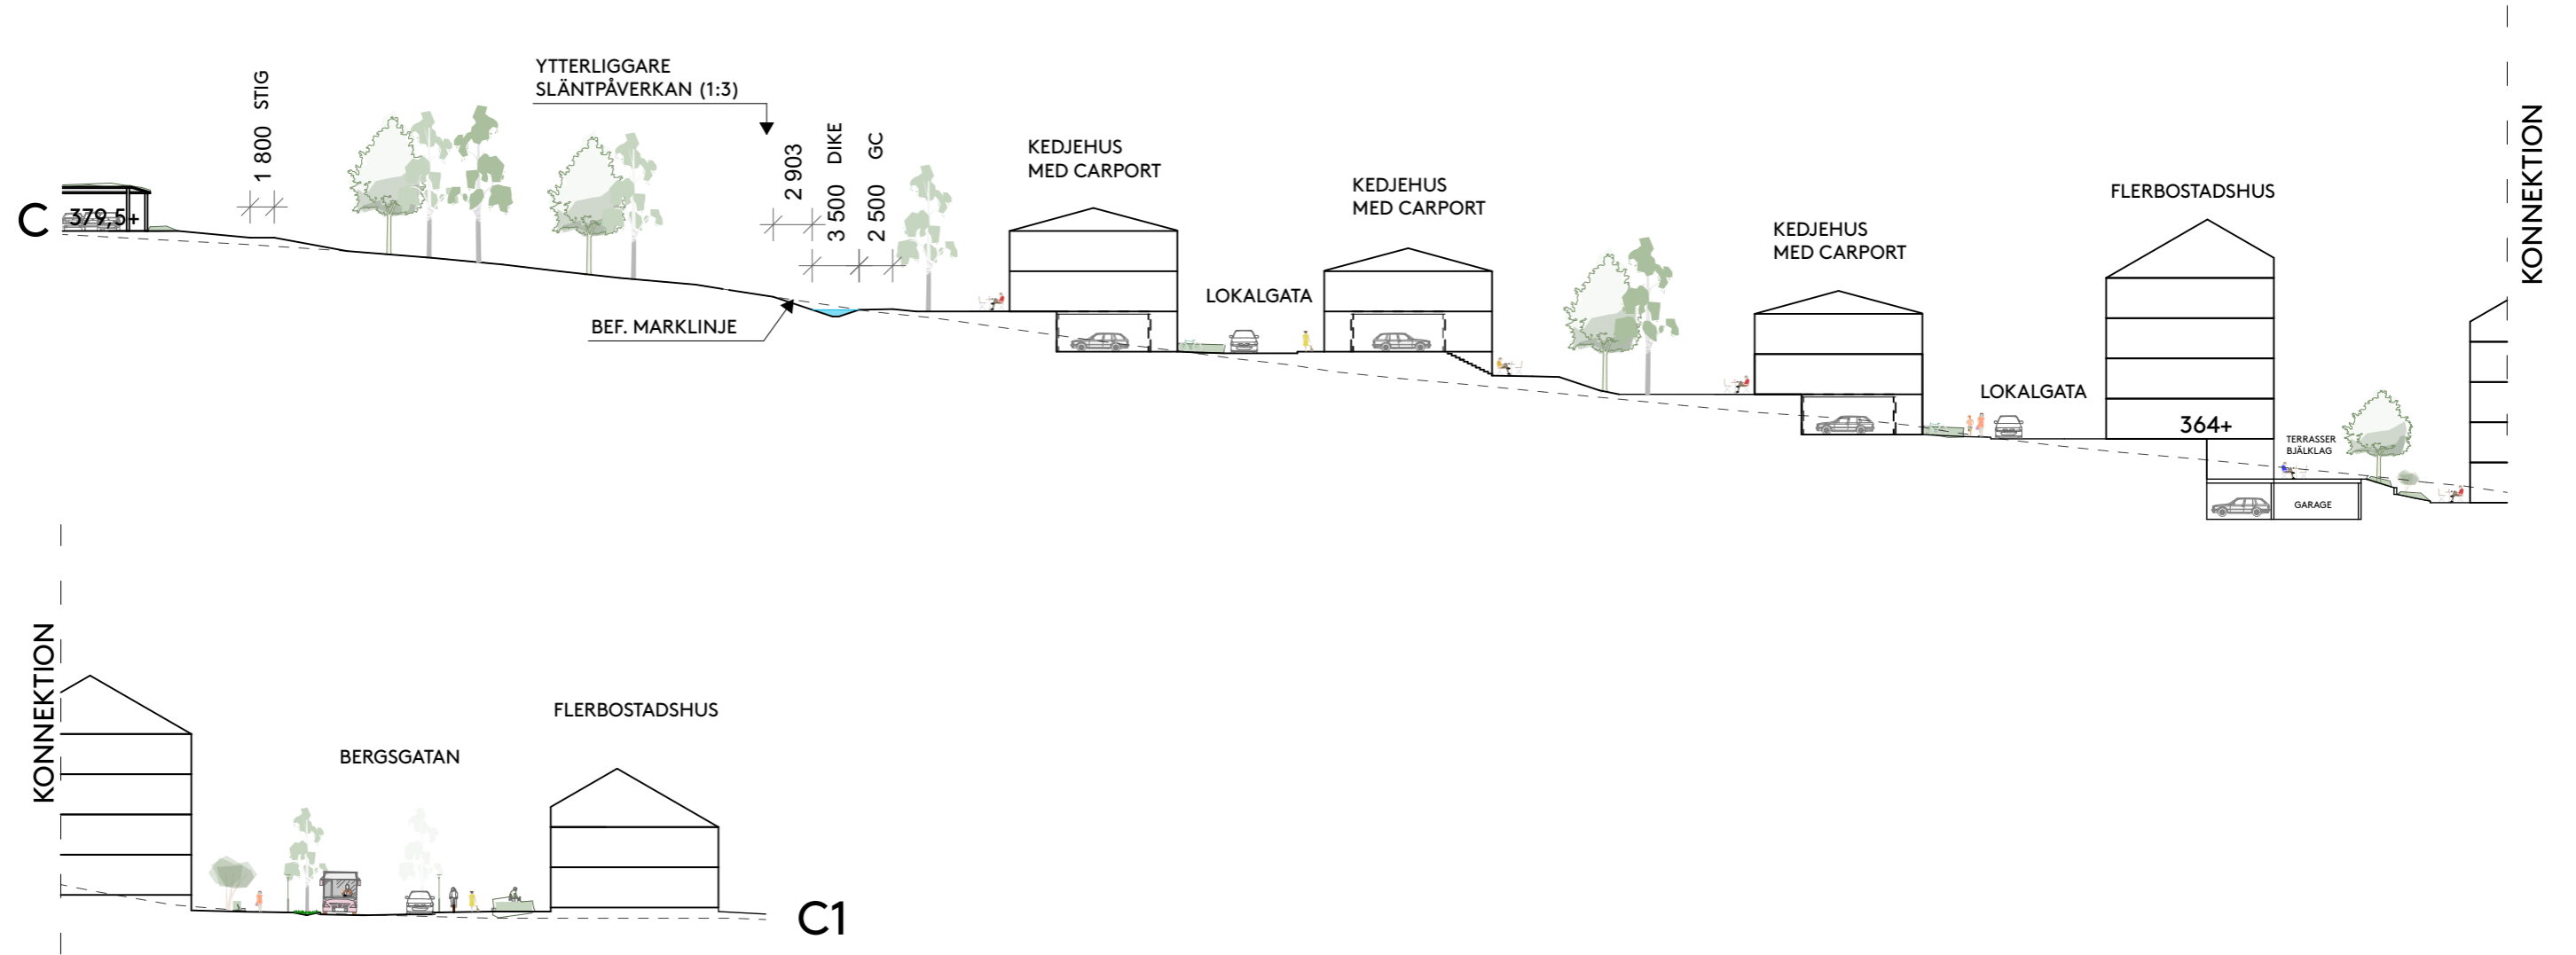 YTTERLIGGARE
SLÄNTPÅVERKAN (1:3)
1 800 STIG
2 903
3 500 DIKE
2 500 GC
KEDJEHUS
MED CARPORT
KEDJEHUS
MED CARPORT
KEDJEHUS
MED CARPORT
FLERBOSTADSHUS
KONNEKTION
C
379,5+
BEF. MARKLINJE
LOKALGATA
LOKALGATA
364+
TERRASSER
BJÄLKLAG
GARAGE
KONNEKTION
BERGSGATAN
FLERBOSTADSHUS
C1